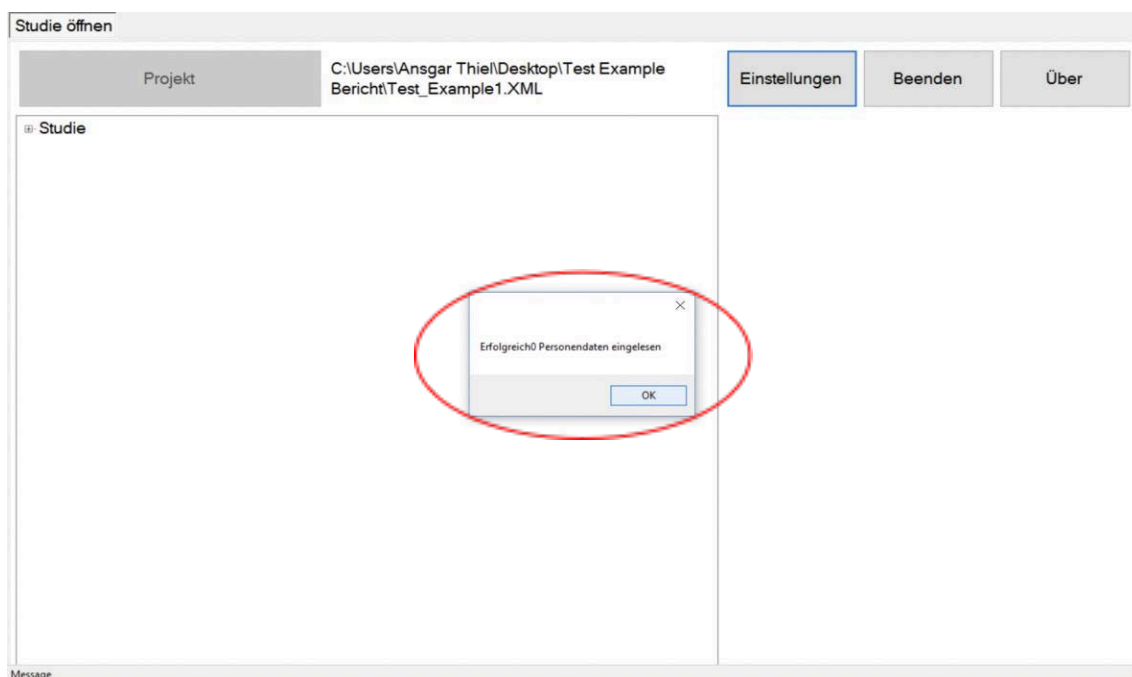 Studie öffnen
Projekt
C:\Users\Ansgar Thiel\Desktop\Test Example
Bericht\Test_Example1.XML
Einstellungen
Beenden
Über
Studie
Erfolgreich0 Personendaten eingelesen
OK
Message